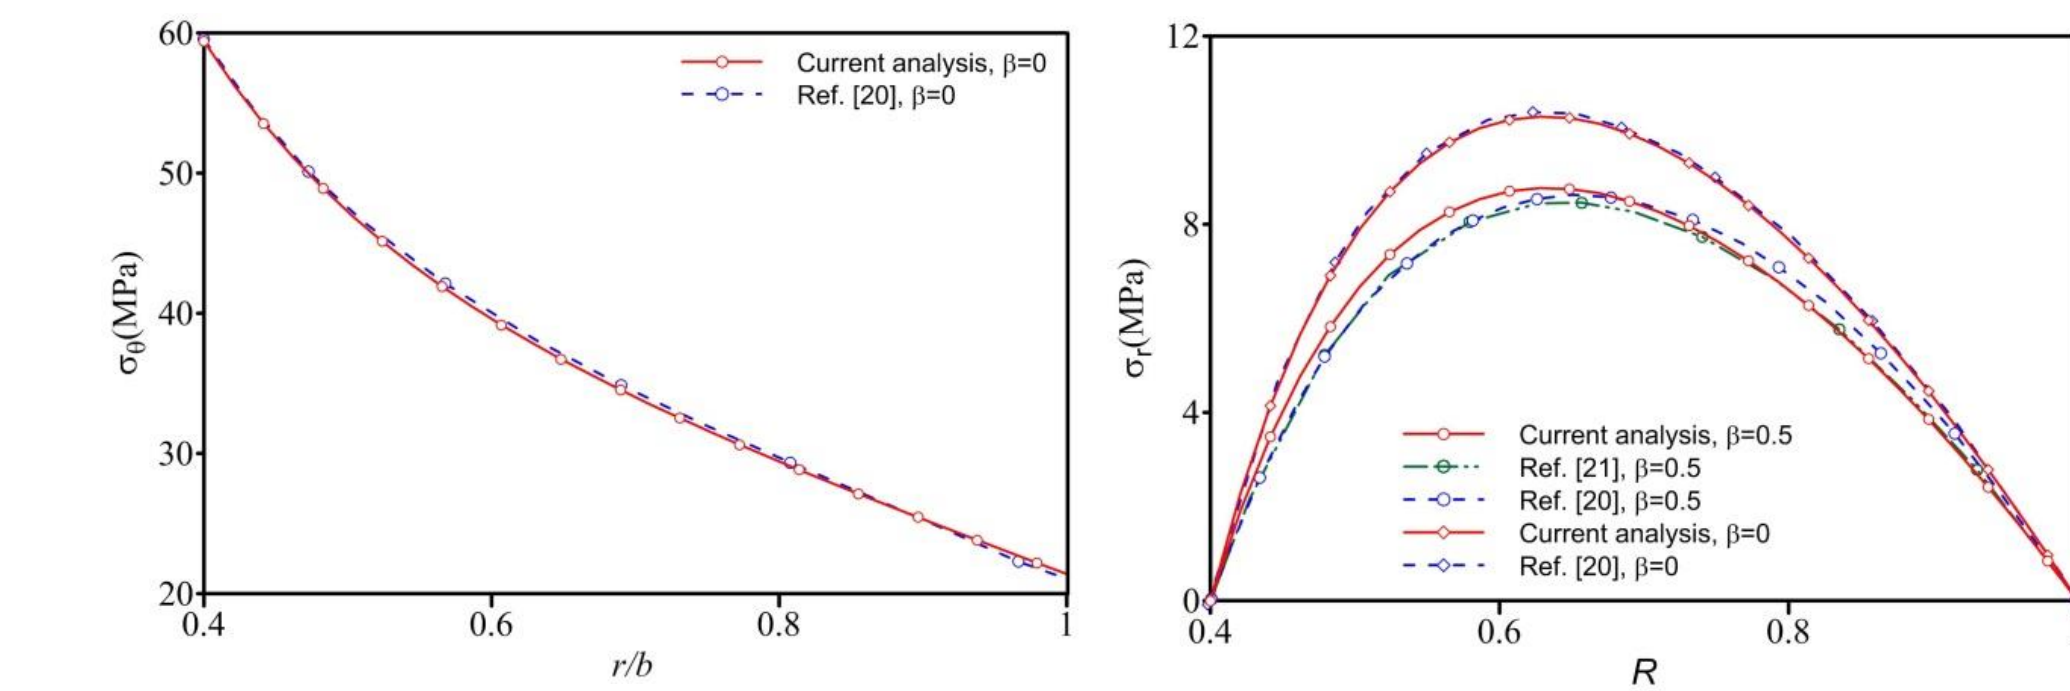 60
50
40
30
20
σθ(MPa)
Current analysis, β=0
Ref. [20], β=0
0.4
0.6
0.8
1
r/b
12
8
4
0
σr(MPa)
Current analysis, β=0.5
Ref. [21], β=0.5
Ref. [20], β=0.5
Current analysis, β=0
Ref. [20], β=0
0.4
0.6
0.8
R